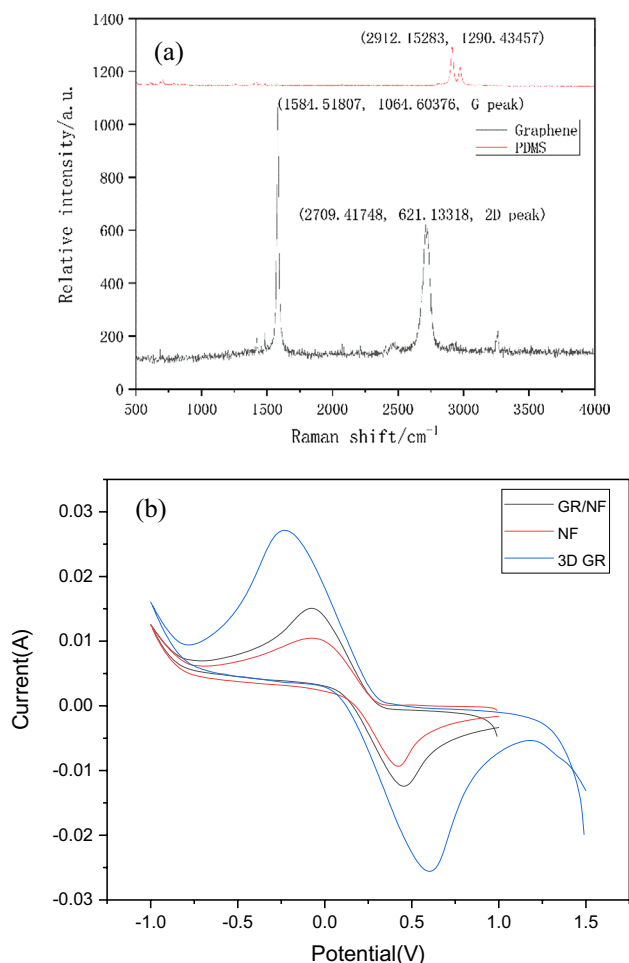 (a)
(2912.15283, 1290.43457)
(1584.51807, 1064.60376, G peak)
Graphene
PDMS
(2709.41748, 621.13318, 2D peak)
Relative intensity/a.u.
1400
1200
1000
800
600
400
200
0
500 1000 1500 2000 2500 3000 3500 4000
Raman shift/cm⁻¹
(b)
GR/NF
NF
3D GR
Current(A)
0.03
0.02
0.01
0.00
-0.01
-0.02
-0.03
-1.0 -0.5 0.0 0.5 1.0 1.5
Potential(V)